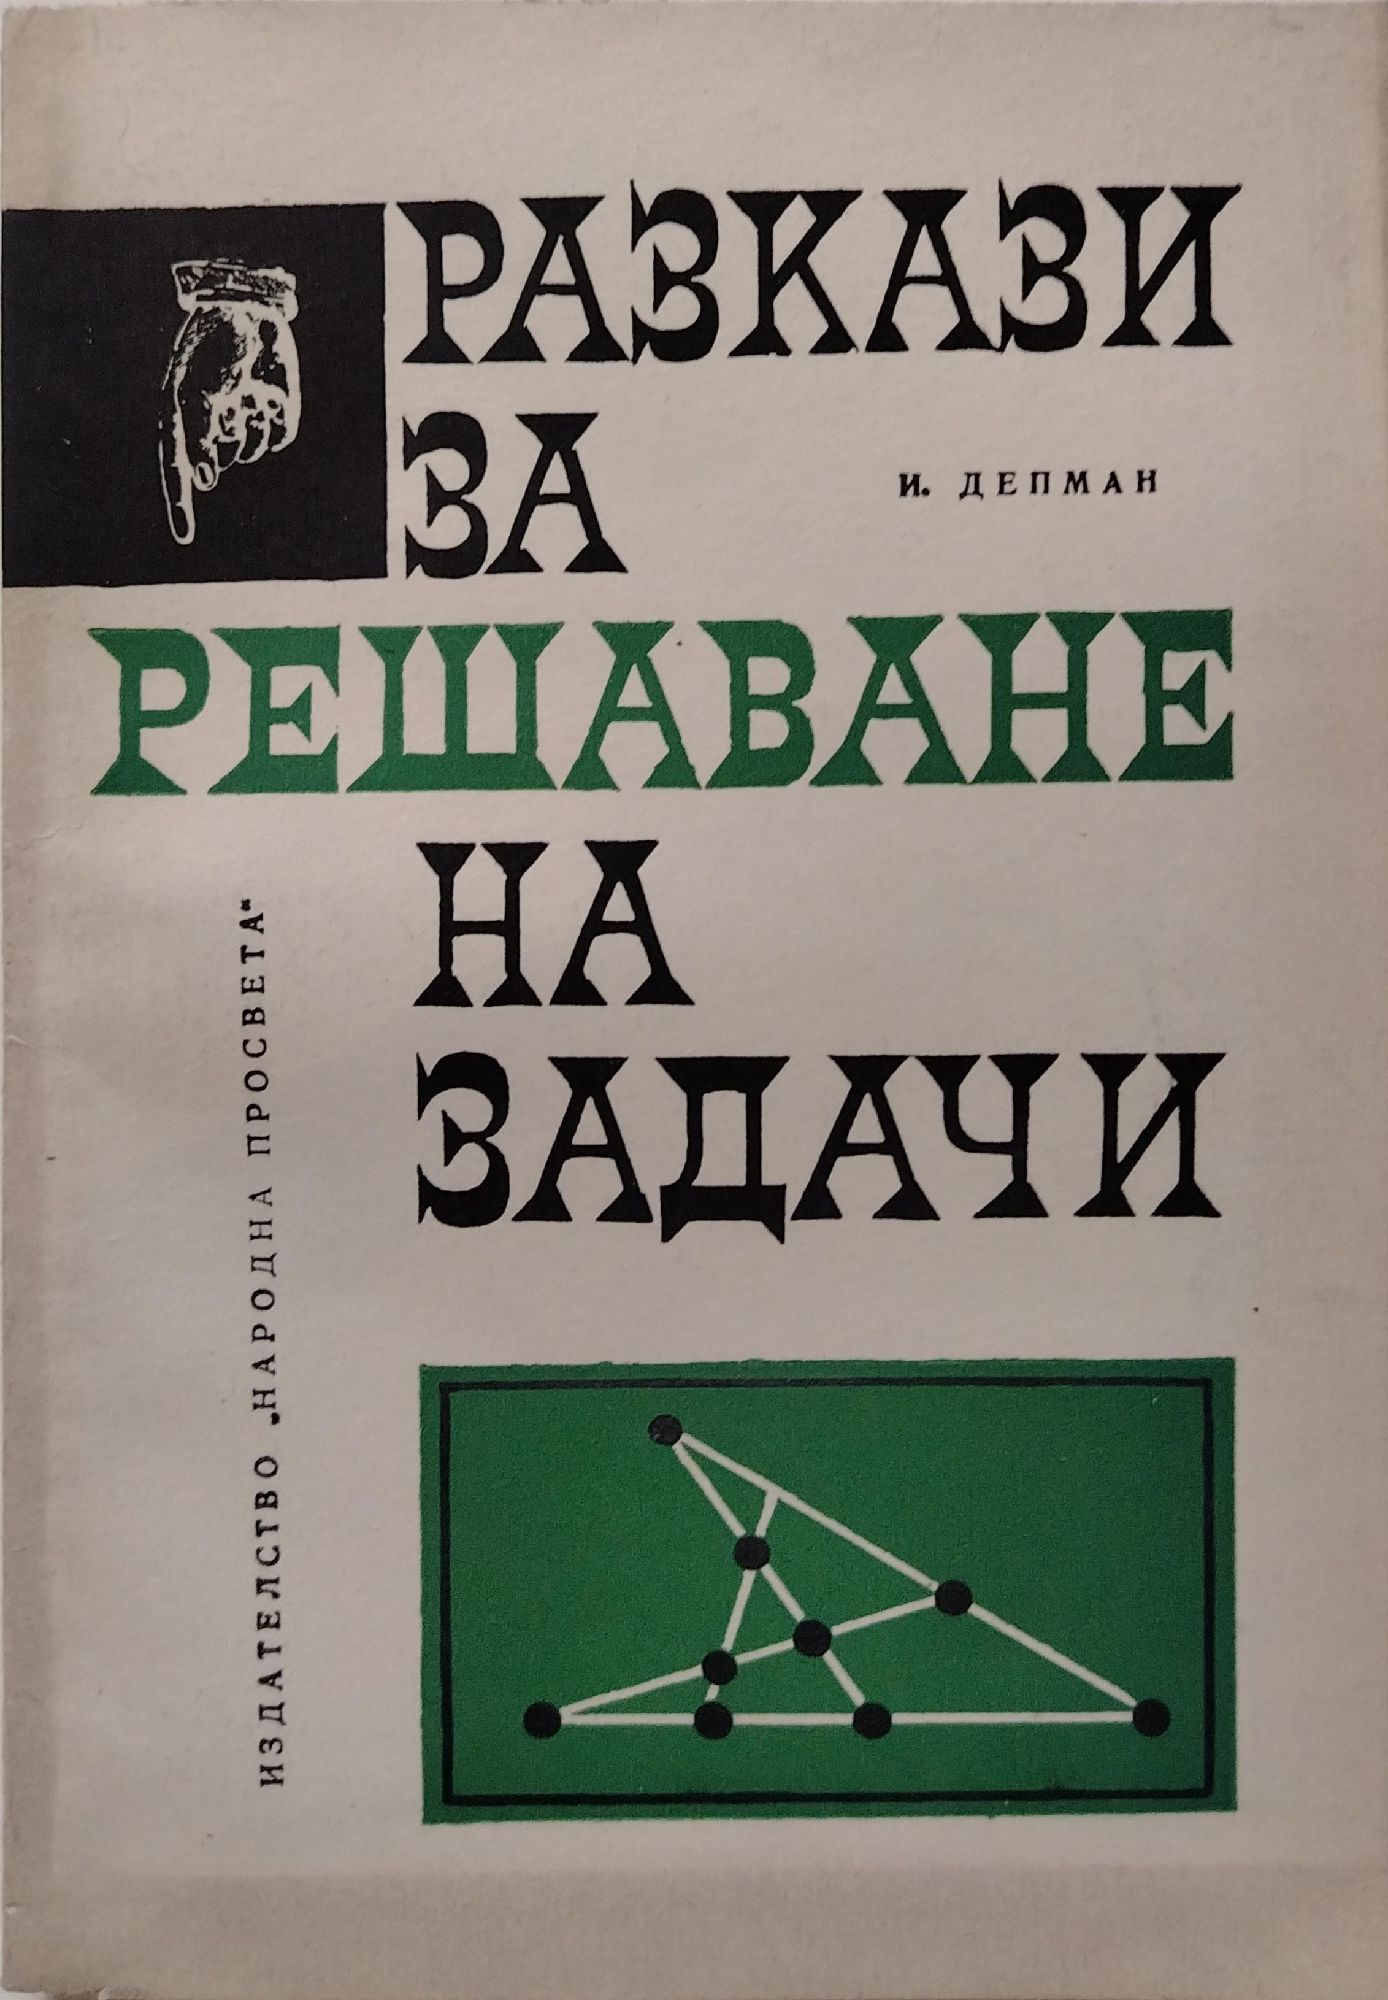 РАЗКАЗИ
ЗА
И. ДЕПМАН
РЕШАВАНЕ
НА
ЗАДАЧИ
ИЗДАТЕЛСТВО „НАРОДНА ПРОСВЕТА“